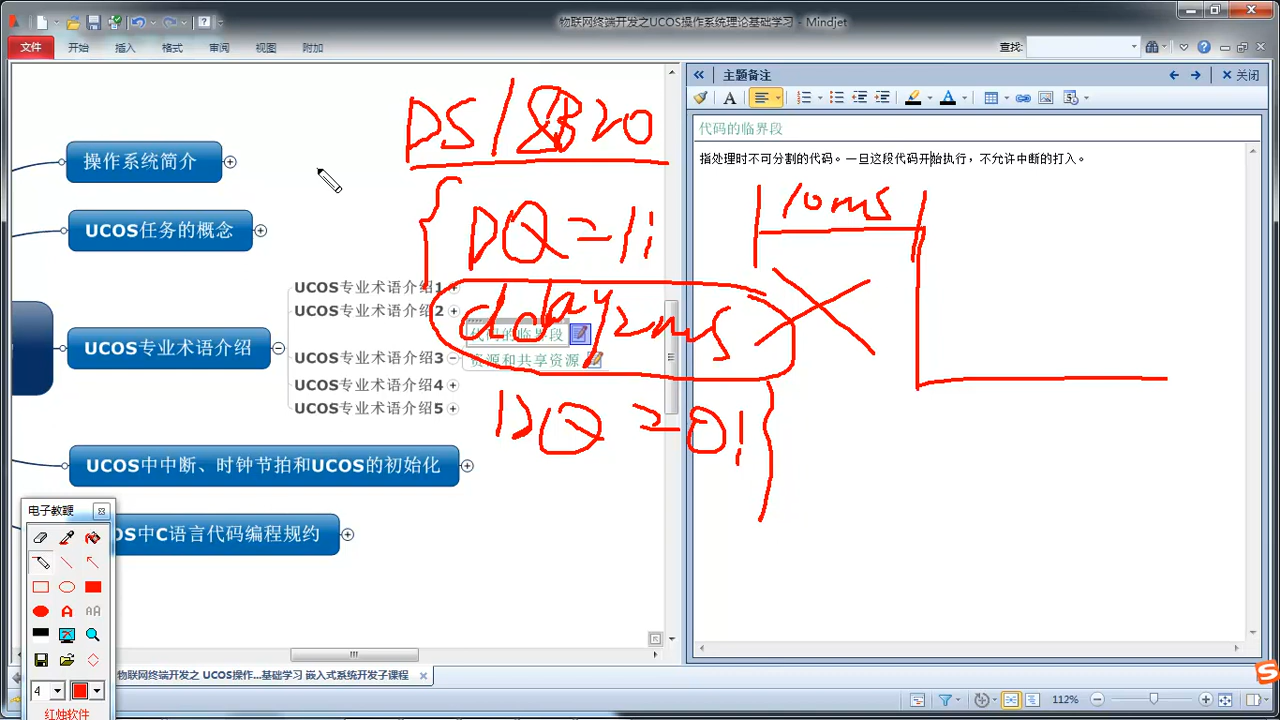 物联网终端开发之UCOS操作系统理论基础学习 - Mindjet
文件 开始 插入 格式 审阅 视图 附加 查找:
主题备注 关闭
代码的临界段
指处理时不可分割的代码。一旦这段代码开始执行，不允许中断的打入。
操作系统简介
UCOS任务的概念
UCOS专业术语介绍
UCOS专业术语介绍1
UCOS专业术语介绍2
代码的临界段
UCOS专业术语介绍3
资源和共享资源
UCOS专业术语介绍4
UCOS专业术语介绍5
UCOS中中断、时钟节拍和UCOS的初始化
OS中C语言代码编程规约
DS18B20
DQ=1;
delay2ms
DQ=0;
10ms
电子教鞭
4
红烛软件
物联网终端开发之 UCOS操作...基础学习 嵌入式系统开发子课程
112%